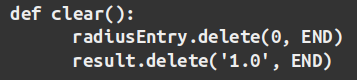 def clear():
    radiusEntry.delete(0, END)
    result.delete('1.0', END)